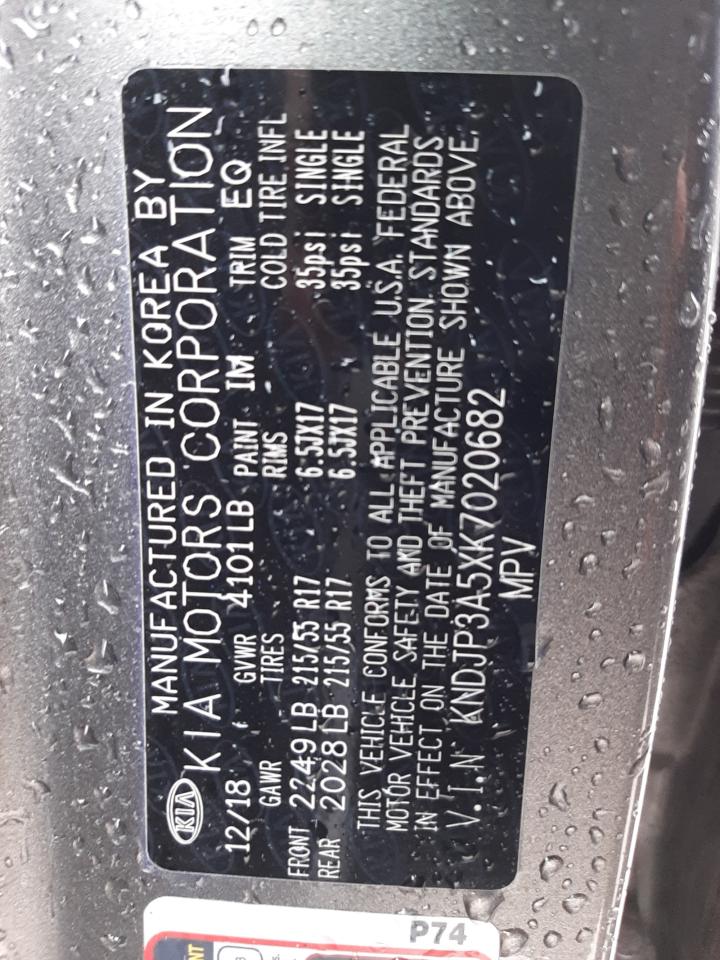 KIA
MANUFACTURED IN KOREA BY
KIA MOTORS CORPORATION
12/18 GVWR 4101LB PAINT IM TRIM EQ
GAWR TIRES RIMS COLD TIRE INFL
FRONT 2249LB 215/55 R17 6.5JX17 35psi SINGLE
REAR 2028LB 215/55 R17 6.5JX17 35psi SINGLE
THIS VEHICLE CONFORMS TO ALL APPLICABLE U.S.A. FEDERAL
MOTOR VEHICLE SAFETY AND THEFT PREVENTION STANDARDS
IN EFFECT ON THE DATE OF MANUFACTURE SHOWN ABOVE.
V.I.N KNDJP3A5XK7020682
MPV
P74